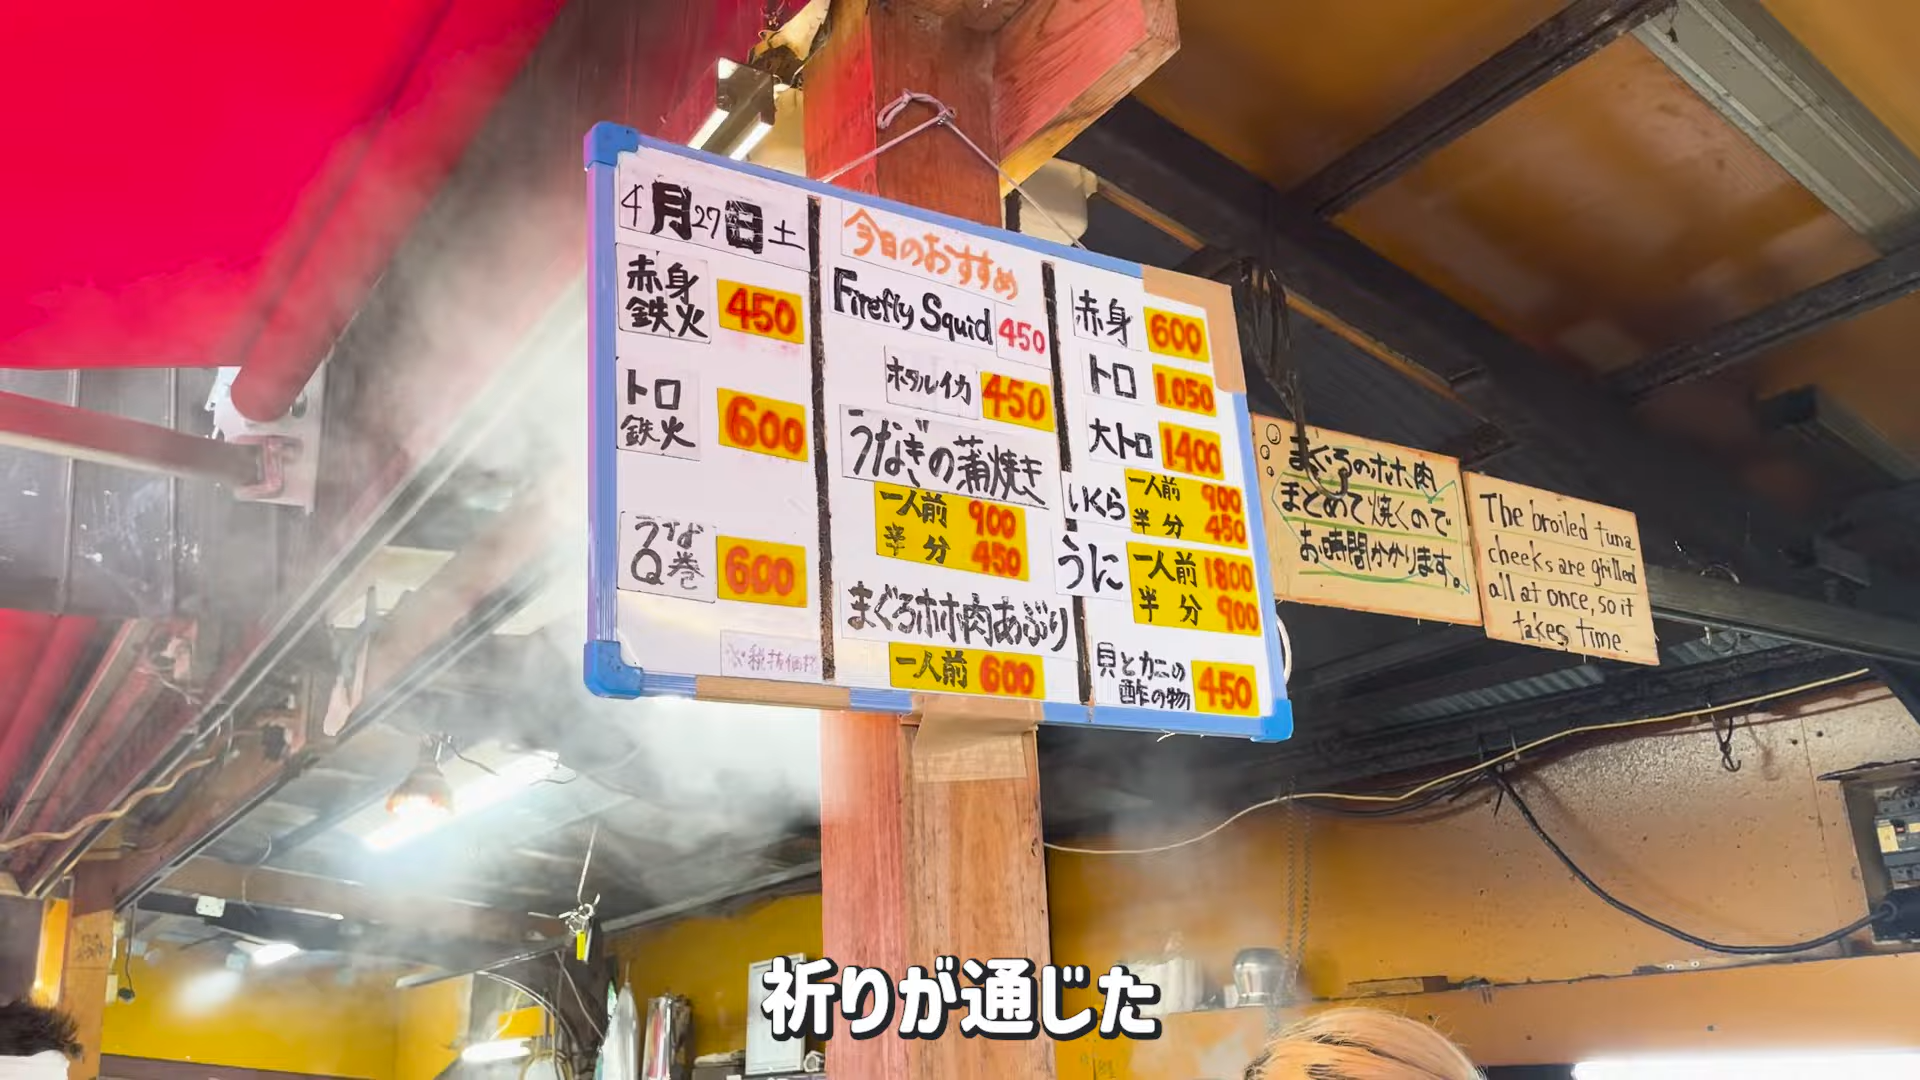 4月27日土
赤身
鉄火
450
トロ
鉄火
600
うな
Q巻
600
今日のおすすめ
Firefly Squid 450
ホタルイカ 450
うなぎの蒲焼き
一人前 900
半分 450
まぐろホホ肉あぶり
一人前 600
赤身 600
トロ 1.050
大トロ 1400
いくら
一人前 900
半分 450
うに
一人前 1800
半分 900
貝とカニの
酢の物
450
まぐろのホホ肉
まとめて焼くので
お時間かかります。
The broiled tuna
cheeks are grilled
all at once, so it
takes time.
祈りが通じた